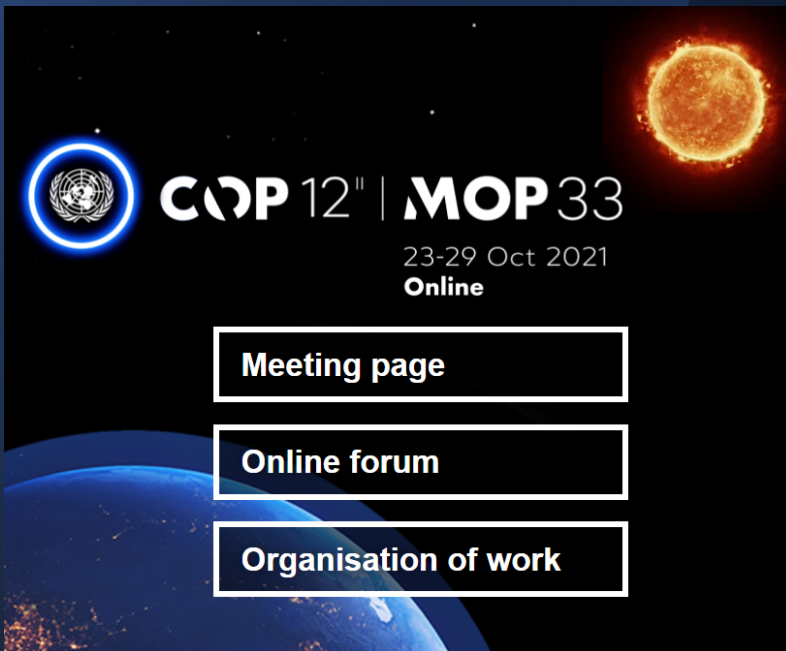 COP 12" | MOP 33
23-29 Oct 2021
Online
Meeting page
Online forum
Organisation of work